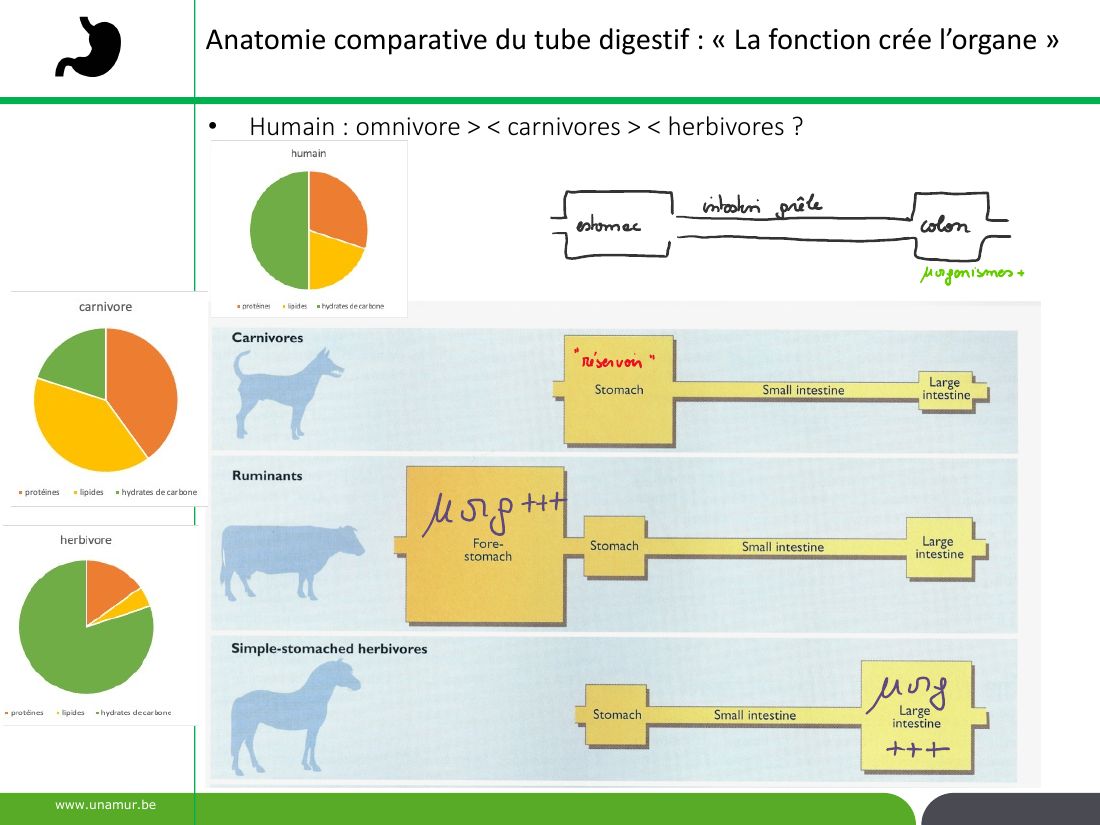 Anatomie comparative du tube digestif : « La fonction crée l’organe »
• Humain : omnivore > < carnivores > < herbivores ?
humain
protéines lipides hydrates de carbone
estomac
intestin grêle
colon
µorganismes +
carnivore
protéines lipides hydrates de carbone
herbivore
protéines lipides hydrates de carbone
Carnivores
"réservoir"
Stomach
Small intestine
Large
intestine
Ruminants
µorg +++
Fore-
stomach
Stomach
Small intestine
Large
intestine
Simple-stomached herbivores
Stomach
Small intestine
µorg
Large
intestine
+++
www.unamur.be